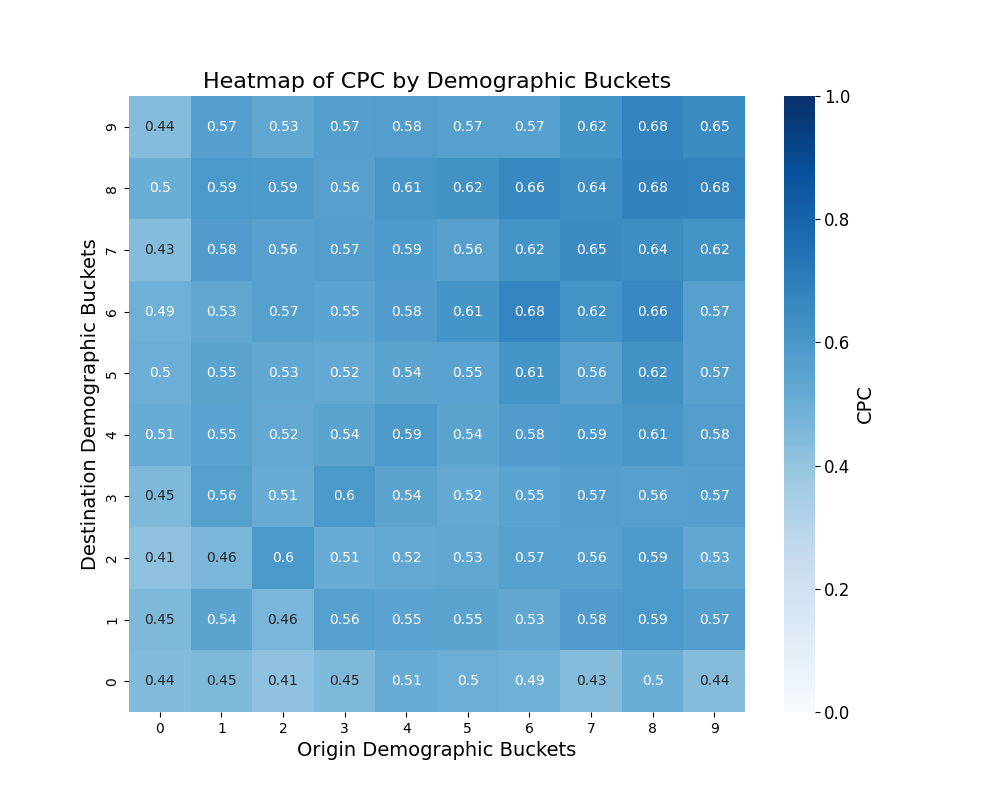 Heatmap of CPC by Demographic Buckets
9 0.44 0.57 0.53 0.57 0.58 0.57 0.57 0.62 0.68 0.65
8 0.5 0.59 0.59 0.56 0.61 0.62 0.66 0.64 0.68 0.68
7 0.43 0.58 0.56 0.57 0.59 0.56 0.62 0.65 0.64 0.62
6 0.49 0.53 0.57 0.55 0.58 0.61 0.68 0.62 0.66 0.57
5 0.5 0.55 0.53 0.52 0.54 0.55 0.61 0.56 0.62 0.57
4 0.51 0.55 0.52 0.54 0.59 0.54 0.58 0.59 0.61 0.58
3 0.45 0.56 0.51 0.6 0.54 0.52 0.55 0.57 0.56 0.57
2 0.41 0.46 0.6 0.51 0.52 0.53 0.57 0.56 0.59 0.53
1 0.45 0.54 0.46 0.56 0.55 0.55 0.53 0.58 0.59 0.57
0 0.44 0.45 0.41 0.45 0.51 0.5 0.49 0.43 0.5 0.44
0 1 2 3 4 5 6 7 8 9
Origin Demographic Buckets
Destination Demographic Buckets
1.0
0.8
0.6
0.4
0.2
0.0
CPC